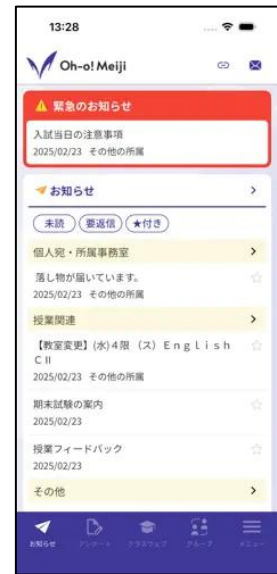 13:28
Oh-o! Meiji
緊急のお知らせ
入試当日の注意事項
2025/02/23 その他の所属
お知らせ
未読 要返信 ★付き
個人宛・所属事務室
落し物が届いています。
2025/02/23 その他の所属
授業関連
【教室変更】(水)4限 (ス) Ｅｎｇｌｉｓｈ
ＣⅡ
2025/02/23 その他の所属
期末試験の案内
2025/02/23
授業フィードバック
2025/02/23
その他
お知らせ アンケート クラスウェブ グループ メニュー